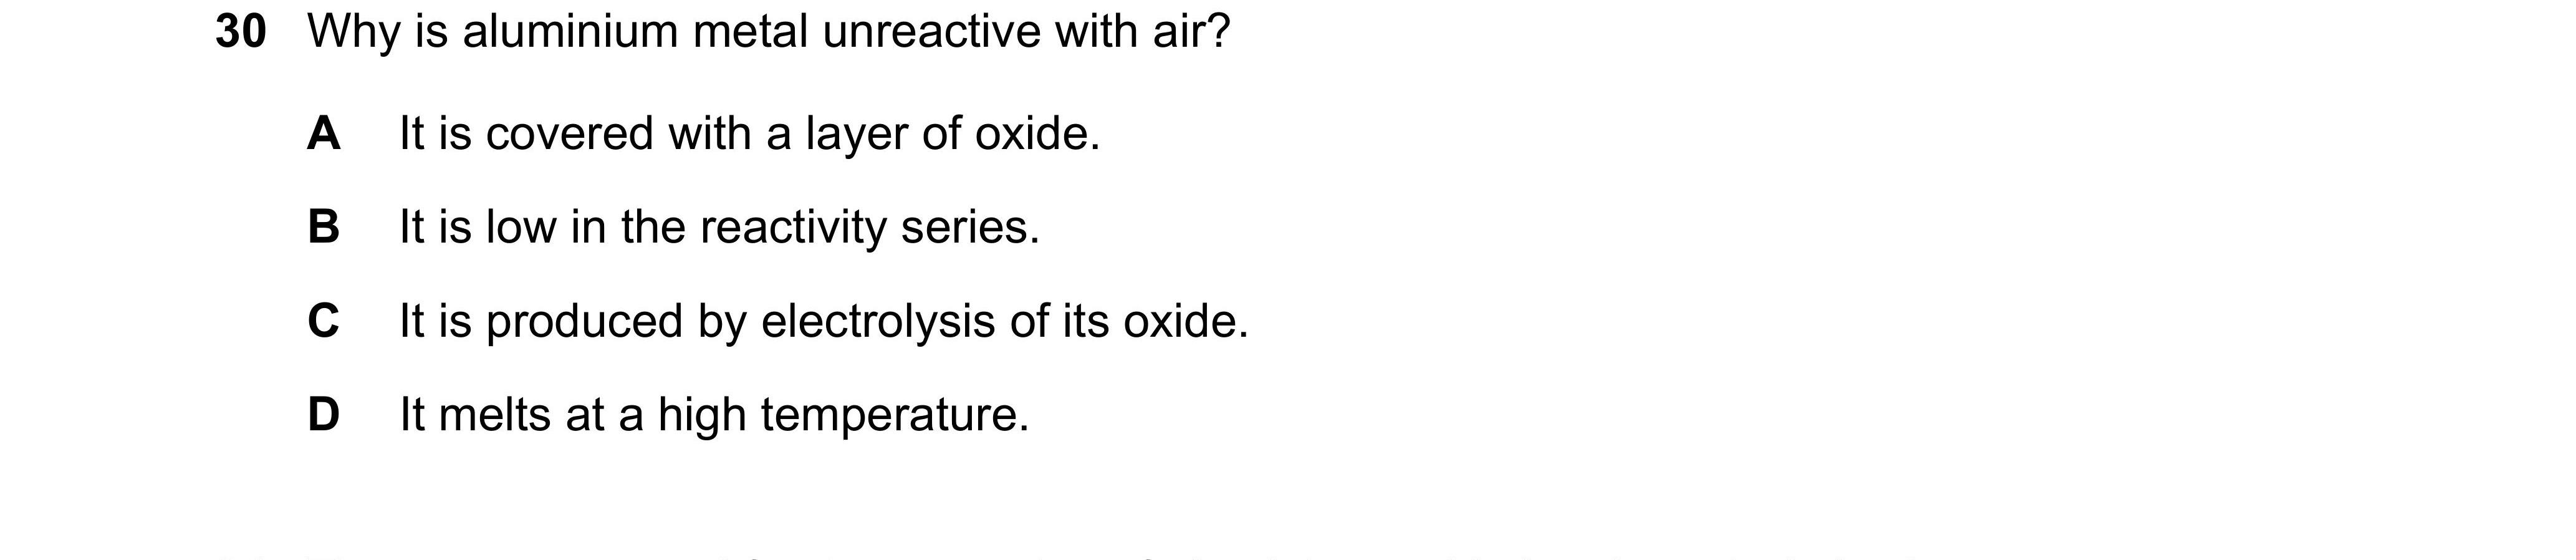 30 Why is aluminium metal unreactive with air?
A It is covered with a layer of oxide.
B It is low in the reactivity series.
C It is produced by electrolysis of its oxide.
D It melts at a high temperature.